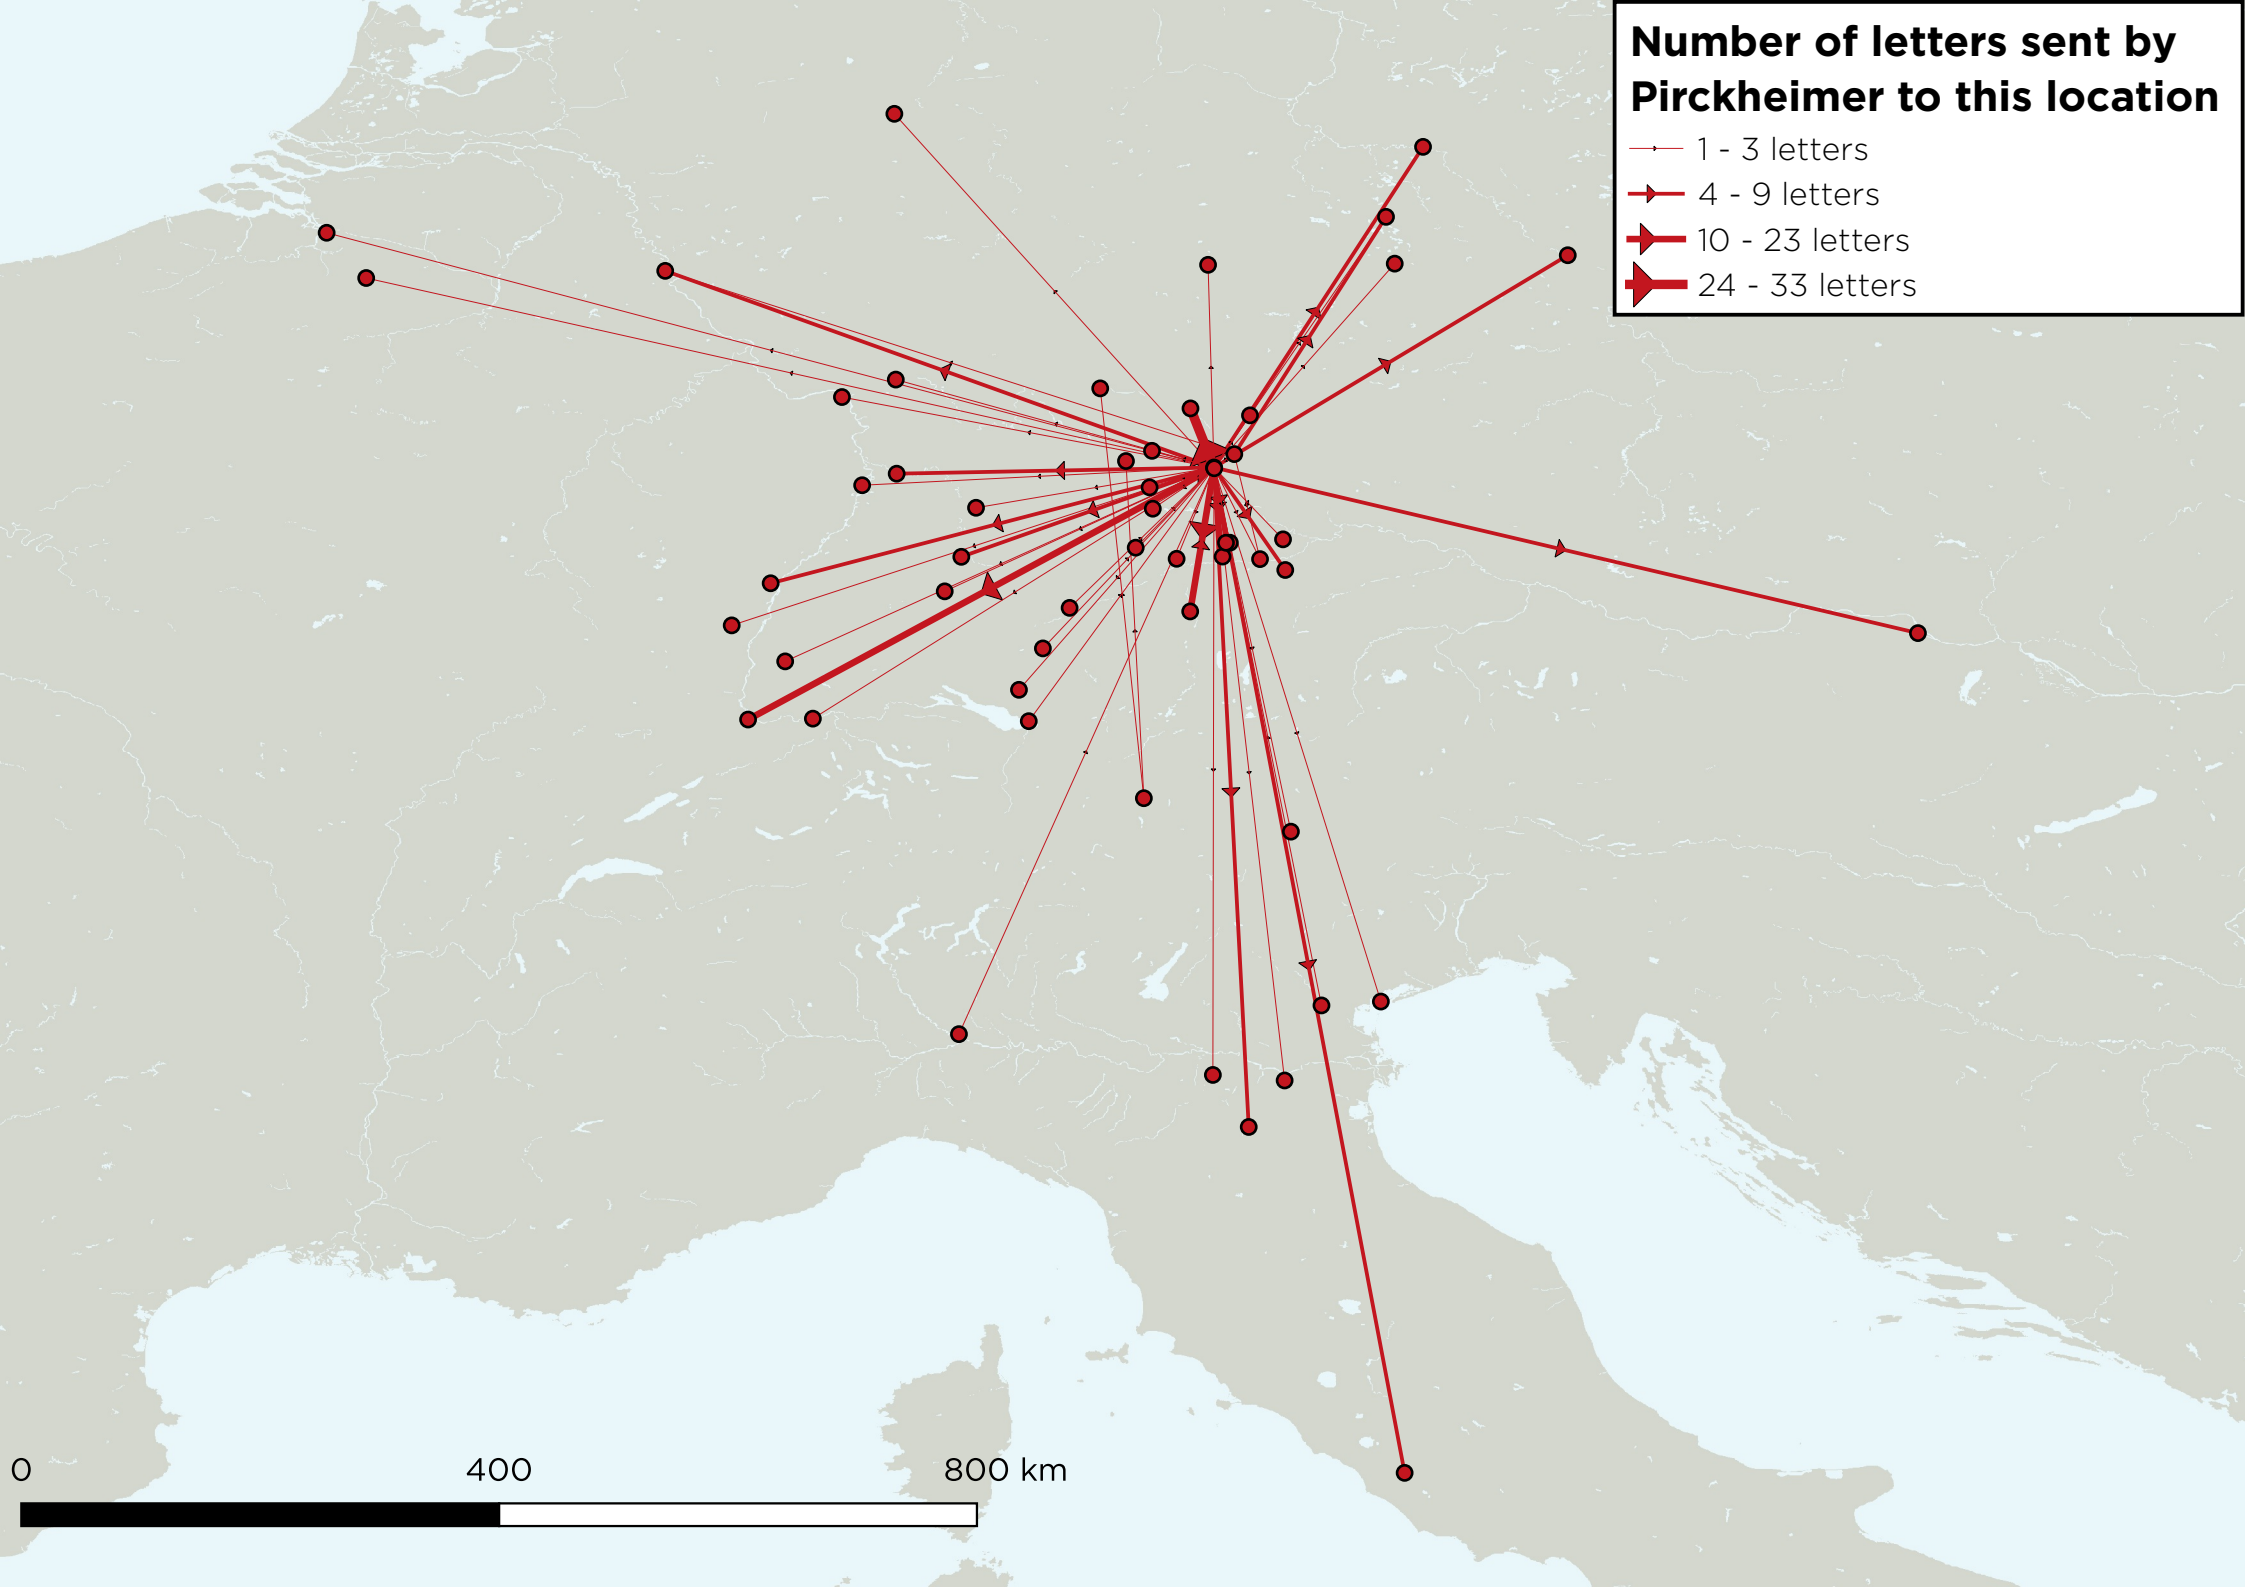 Number of letters sent by
Pirckheimer to this location
1 - 3 letters
4 - 9 letters
10 - 23 letters
24 - 33 letters
0 400 800 km